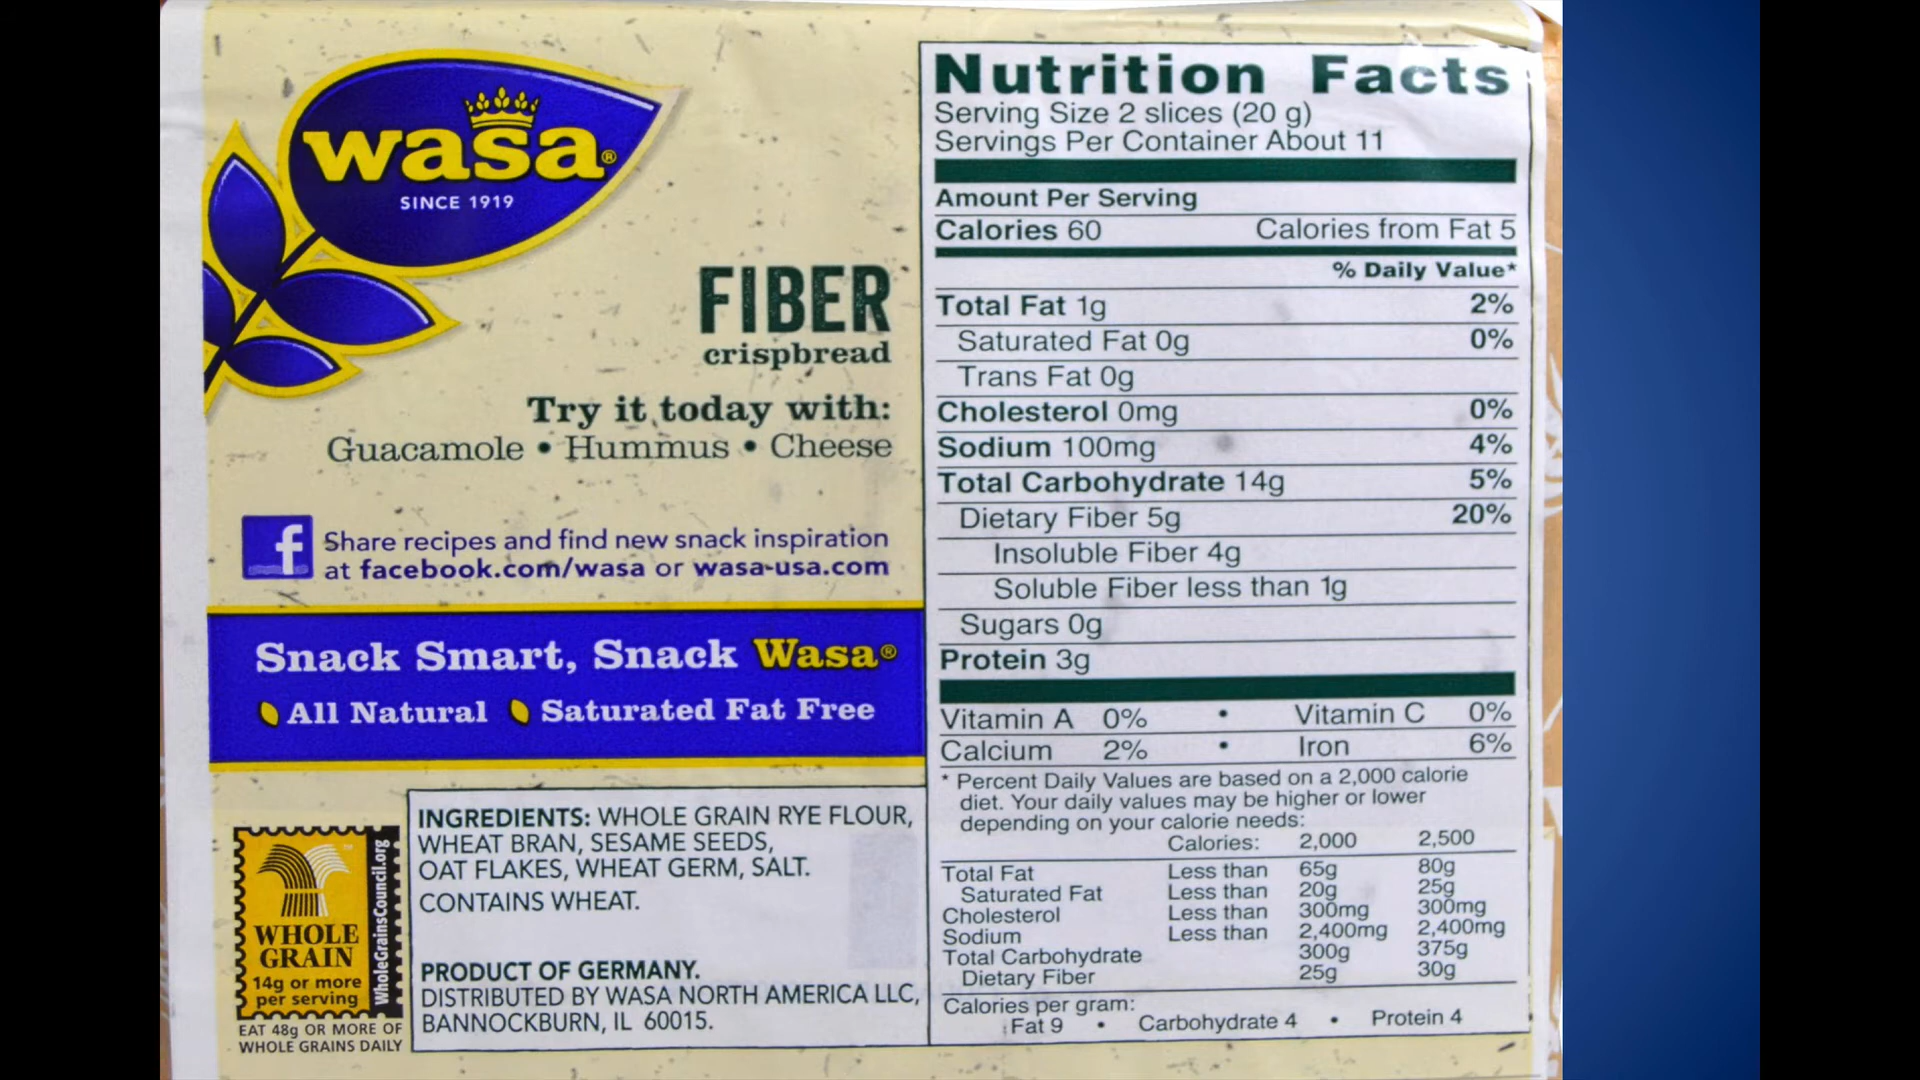 wasa®
SINCE 1919
FIBER
crispbread
Try it today with:
Guacamole • Hummus • Cheese
f
Share recipes and find new snack inspiration
at facebook.com/wasa or wasa-usa.com
Snack Smart, Snack Wasa®
All Natural Saturated Fat Free
WHOLE
GRAIN
14g or more
per serving
WholeGrainsCouncil.org
EAT 48g OR MORE OF
WHOLE GRAINS DAILY
INGREDIENTS: WHOLE GRAIN RYE FLOUR,
WHEAT BRAN, SESAME SEEDS,
OAT FLAKES, WHEAT GERM, SALT.
CONTAINS WHEAT.
PRODUCT OF GERMANY.
DISTRIBUTED BY WASA NORTH AMERICA LLC,
BANNOCKBURN, IL 60015.
Nutrition Facts
Serving Size 2 slices (20 g)
Servings Per Container About 11
Amount Per Serving
Calories 60 Calories from Fat 5
% Daily Value*
Total Fat 1g 2%
Saturated Fat 0g 0%
Trans Fat 0g
Cholesterol 0mg 0%
Sodium 100mg 4%
Total Carbohydrate 14g 5%
Dietary Fiber 5g 20%
Insoluble Fiber 4g
Soluble Fiber less than 1g
Sugars 0g
Protein 3g
Vitamin A 0% • Vitamin C 0%
Calcium 2% • Iron 6%
* Percent Daily Values are based on a 2,000 calorie
diet. Your daily values may be higher or lower
depending on your calorie needs:
Calories: 2,000 2,500
Total Fat Less than 65g 80g
Saturated Fat Less than 20g 25g
Cholesterol Less than 300mg 300mg
Sodium Less than 2,400mg 2,400mg
Total Carbohydrate 300g 375g
Dietary Fiber 25g 30g
Calories per gram:
Fat 9 • Carbohydrate 4 • Protein 4